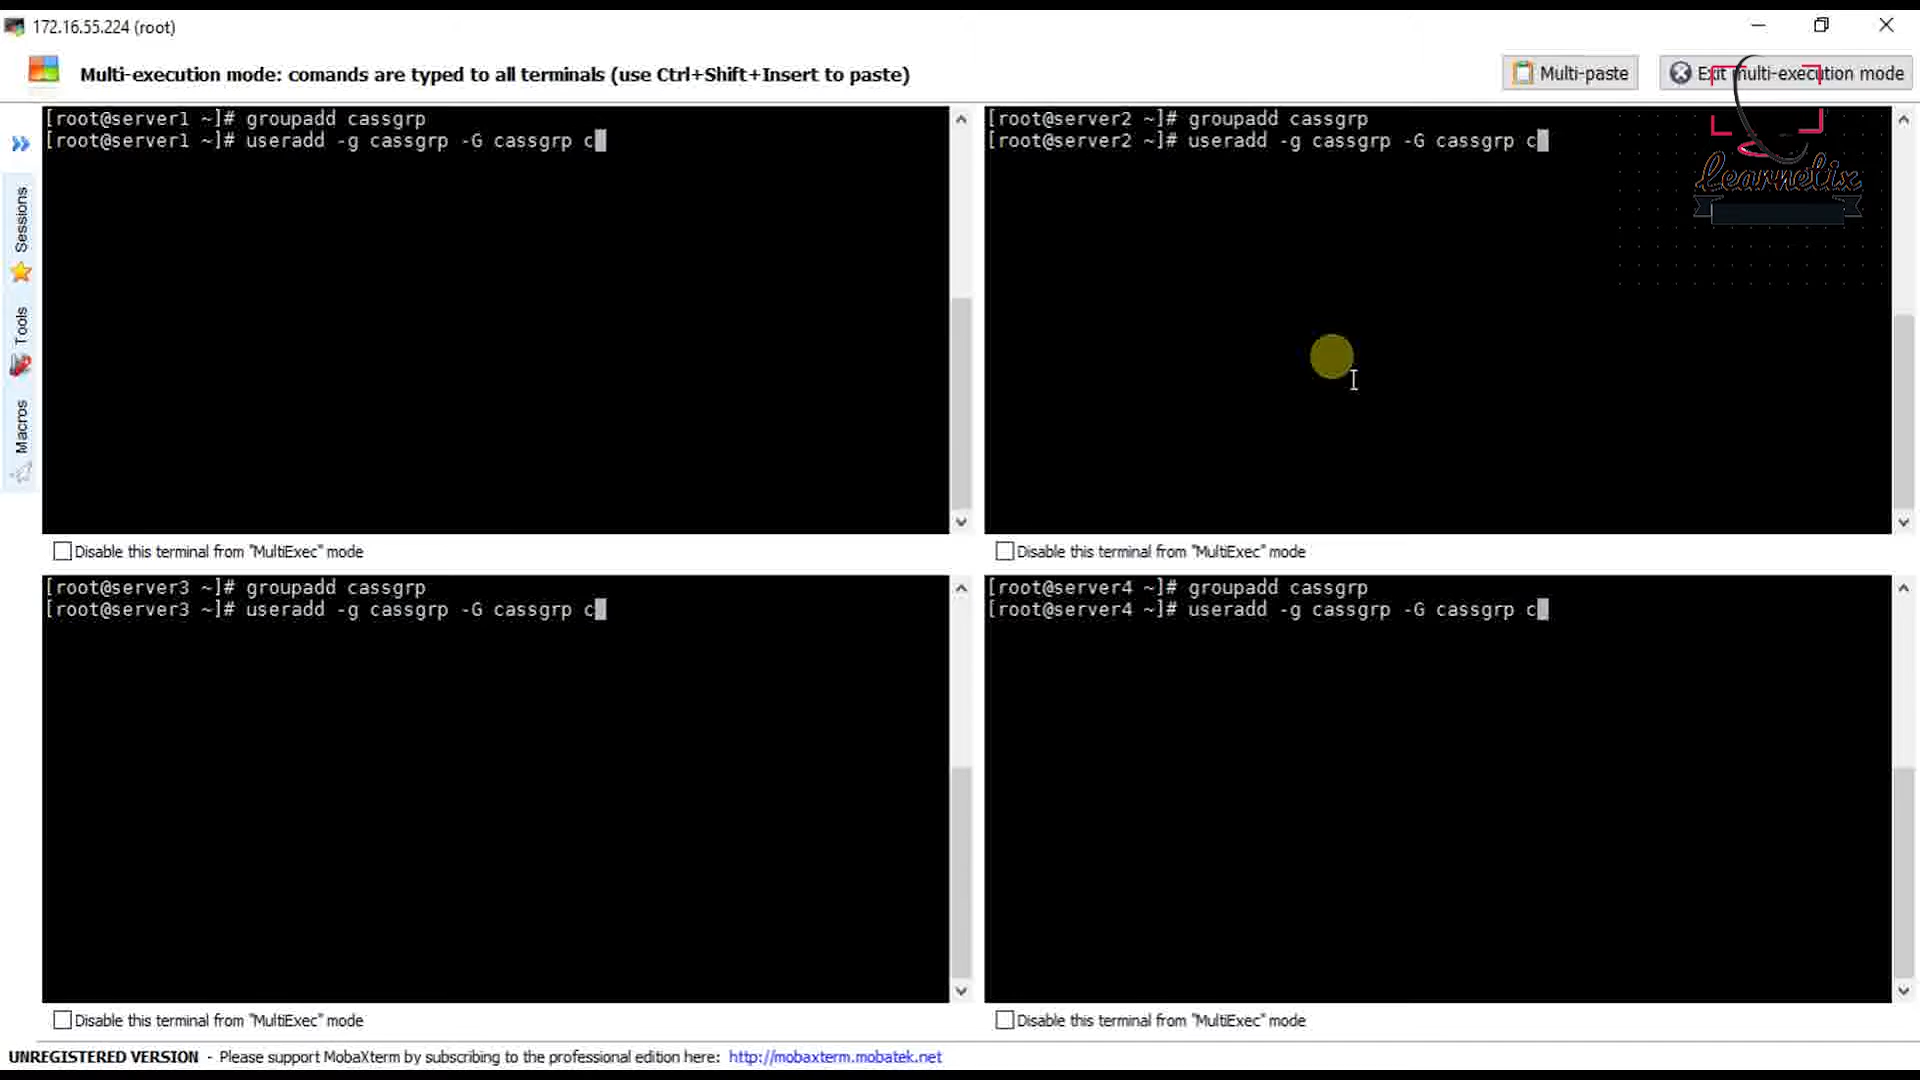 172.16.55.224 (root)
Multi-execution mode: comands are typed to all terminals (use Ctrl+Shift+Insert to paste)
Multi-paste
Exit multi-execution mode
Learnetix
Sessions
Tools
Macros
[root@server1 ~]# groupadd cassgrp
[root@server1 ~]# useradd -g cassgrp -G cassgrp c
Disable this terminal from "MultiExec" mode
[root@server2 ~]# groupadd cassgrp
[root@server2 ~]# useradd -g cassgrp -G cassgrp c
Disable this terminal from "MultiExec" mode
[root@server3 ~]# groupadd cassgrp
[root@server3 ~]# useradd -g cassgrp -G cassgrp c
Disable this terminal from "MultiExec" mode
[root@server4 ~]# groupadd cassgrp
[root@server4 ~]# useradd -g cassgrp -G cassgrp c
Disable this terminal from "MultiExec" mode
UNREGISTERED VERSION - Please support MobaXterm by subscribing to the professional edition here: http://mobaxterm.mobatek.net